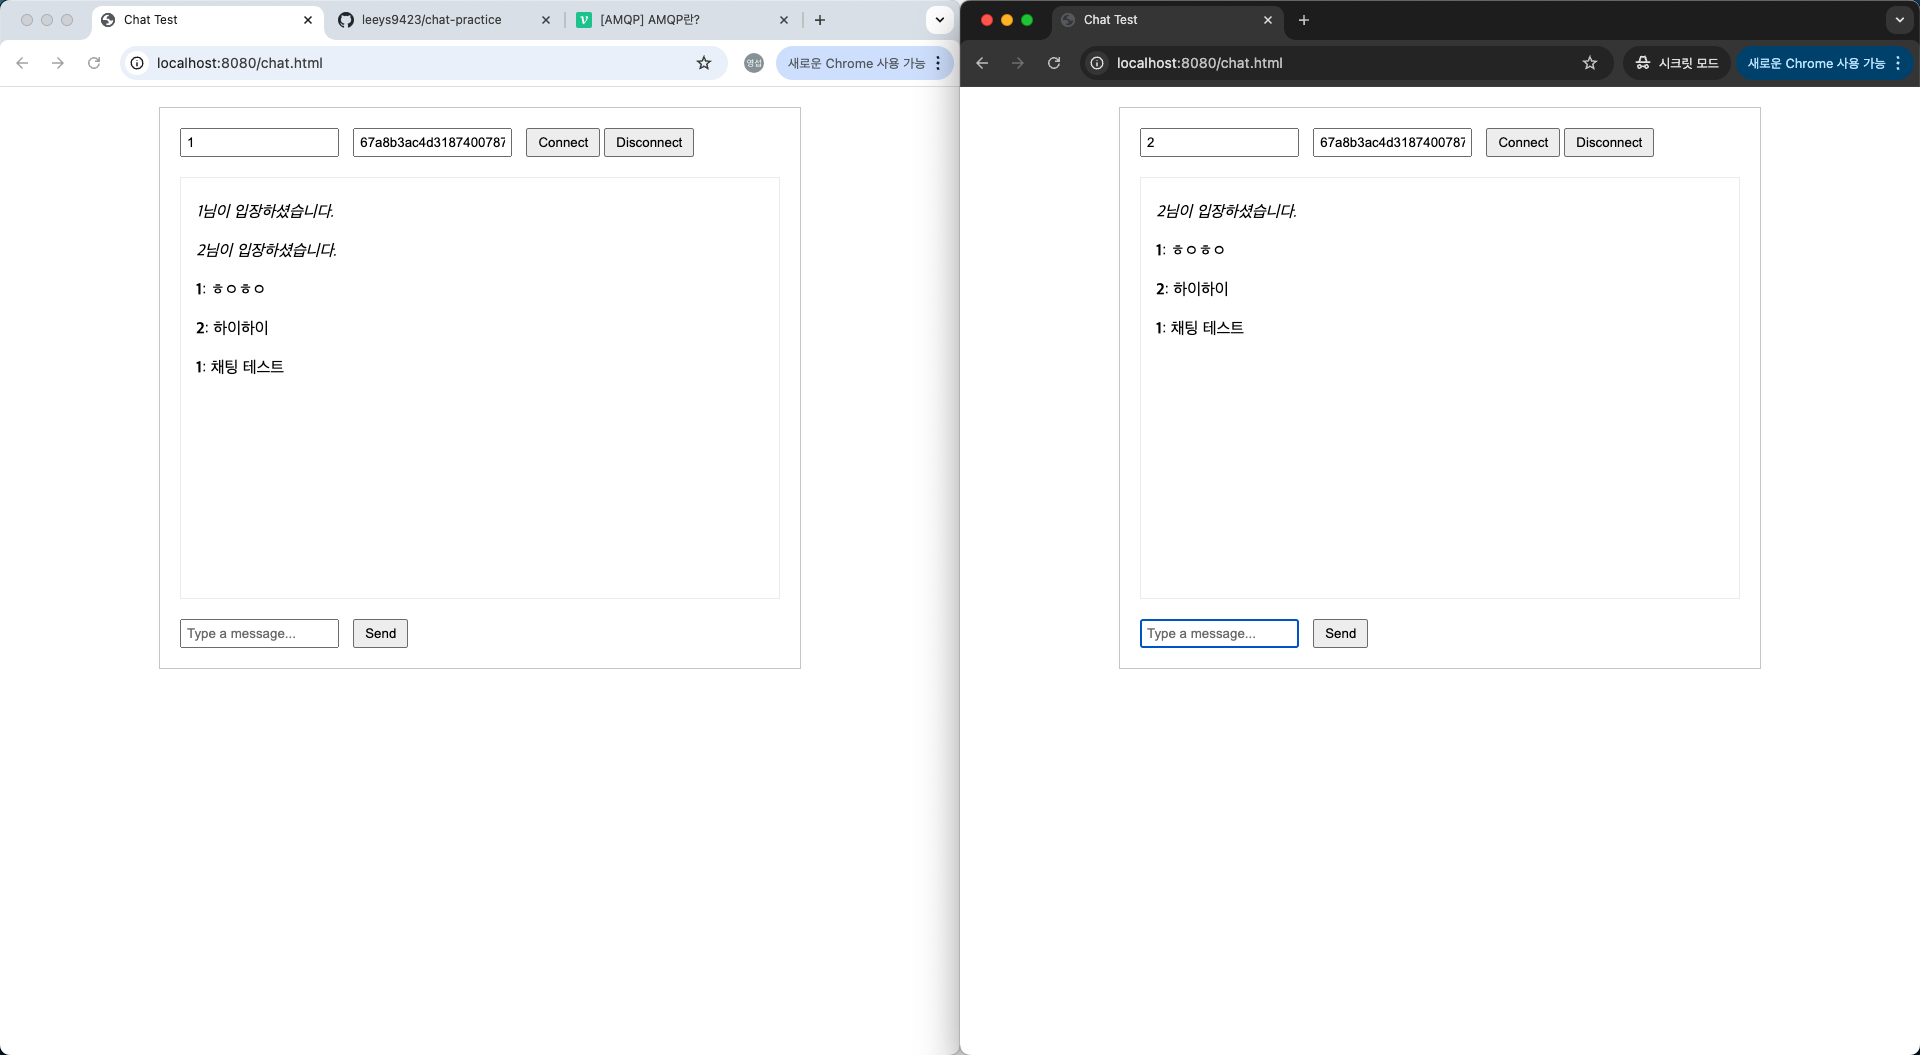 Chat Test
leeys9423/chat-practice
[AMQP] AMQP란?
localhost:8080/chat.html
영섭
새로운 Chrome 사용 가능
1
67a8b3ac4d3187400787
Connect
Disconnect
1님이 입장하셨습니다.
2님이 입장하셨습니다.
1: ㅎㅇㅎㅇ
2: 하이하이
1: 채팅 테스트
Type a message...
Send
Chat Test
localhost:8080/chat.html
시크릿 모드
새로운 Chrome 사용 가능
2
67a8b3ac4d3187400787
Connect
Disconnect
2님이 입장하셨습니다.
1: ㅎㅇㅎㅇ
2: 하이하이
1: 채팅 테스트
Type a message...
Send